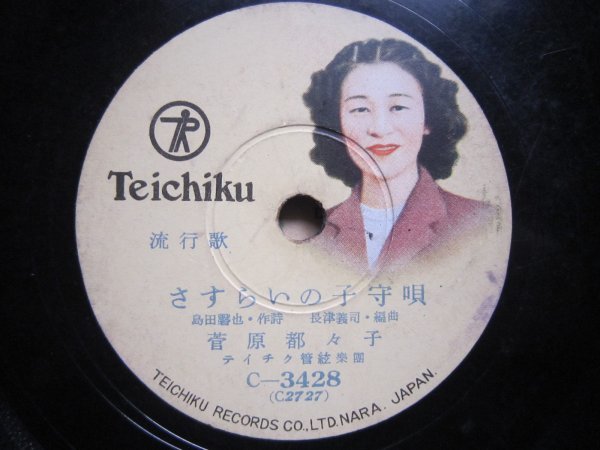 Teichiku
流行歌
さすらいの子守唄
島田磬也・作詩 長津義司・編曲
菅原都々子
テイチク管絃樂團
C-3428
(C2727)
TEICHIKU RECORDS CO.,LTD. NARA. JAPAN.